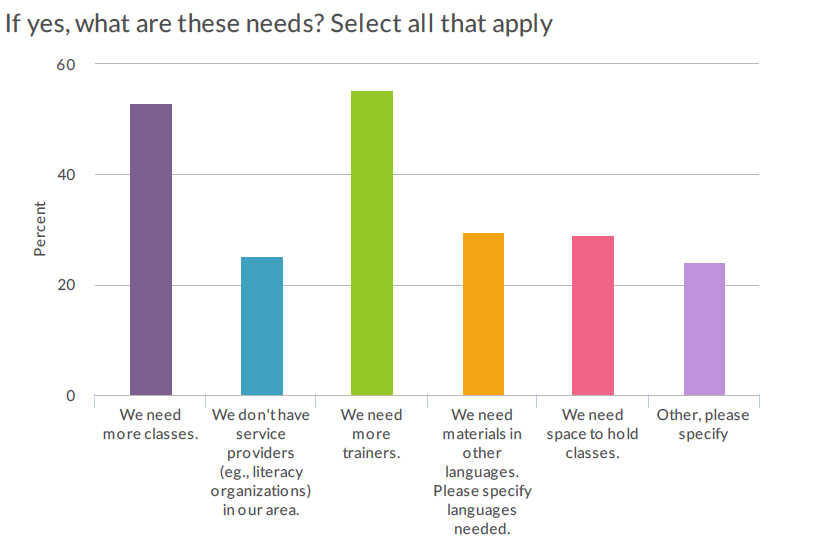 If yes, what are these needs? Select all that apply
60
40
20
0
Percent
We need
more classes.
We don't have
service
providers
(eg., literacy
organizations)
in our area.
We need
more
trainers.
We need
materials in
other
languages.
Please specify
languages
needed.
We need
space to hold
classes.
Other, please
specify